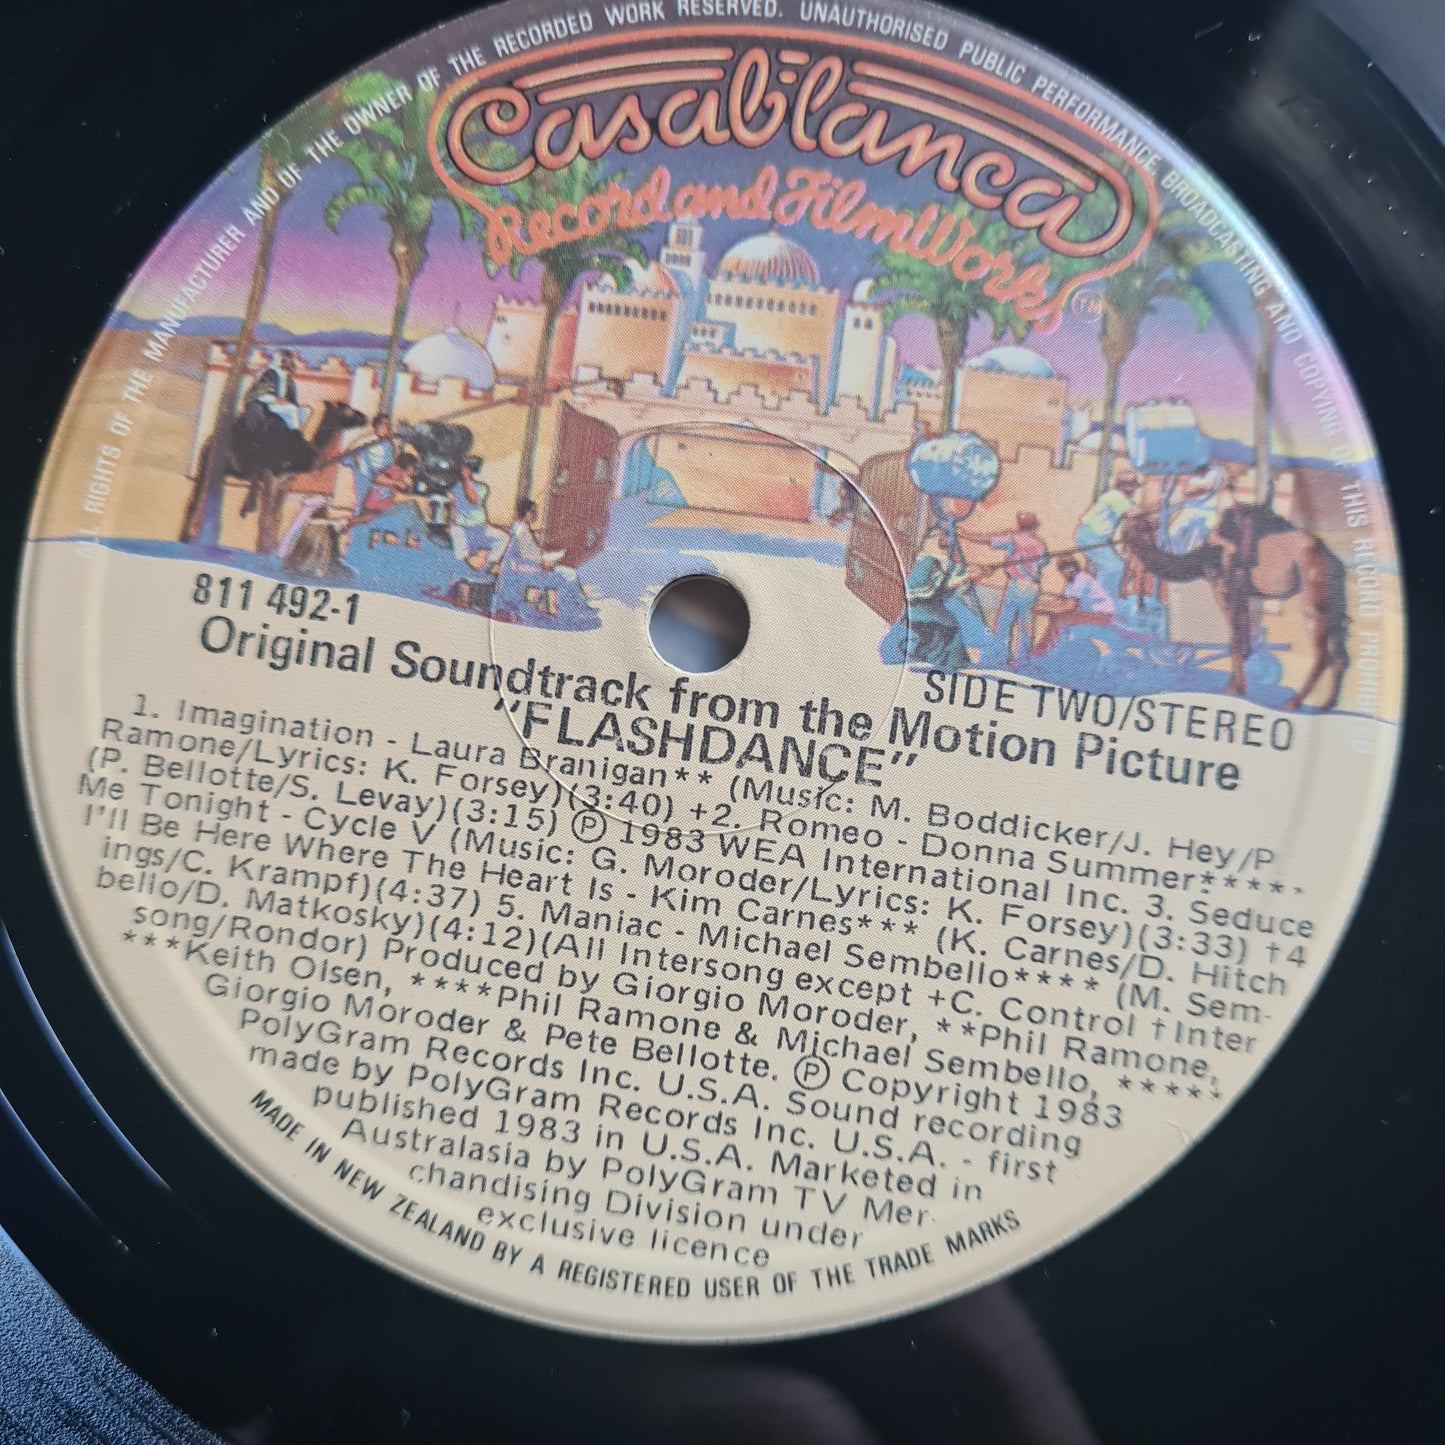 ALL RIGHTS OF THE MANUFACTURER AND OF THE OWNER OF THE RECORDED WORK RESERVED. UNAUTHORISED PUBLIC PERFORMANCE, BROADCASTING AND COPYING OF THIS RECORD PROHIBITED
Casablanca
Record and FilmWorks
811 492-1
SIDE TWO/STEREO
Original Soundtrack from the Motion Picture
"FLASHDANCE"
1. Imagination - Laura Branigan** (Music: M. Boddicker/J. Hey/P.
Ramone/Lyrics: K. Forsey)(3:40) +2. Romeo - Donna Summer*****
(P. Bellotte/S. Levay)(3:15) Ⓟ 1983 WEA International Inc. 3. Seduce
Me Tonight - Cycle V (Music: G. Moroder/Lyrics: K. Forsey)(3:33) †4
I'll Be Here Where The Heart Is - Kim Carnes*** (K. Carnes/D. Hitch
ings/C. Krampf)(4:37) 5. Maniac - Michael Sembello**** (M. Sem-
bello/D. Matkosky)(4:12)(All Intersong except +C. Control †Inter
song/Rondor) Produced by Giorgio Moroder, **Phil Ramone,
***Keith Olsen, ****Phil Ramone & Michael Sembello, *****
Giorgio Moroder & Pete Bellotte. Ⓟ Copyright 1983
PolyGram Records Inc. U.S.A. Sound recording
made by PolyGram Records Inc. U.S.A. - first
published 1983 in U.S.A. Marketed in
Australasia by PolyGram TV Mer
chandising Division under
exclusive licence
MADE IN NEW ZEALAND BY A REGISTERED USER OF THE TRADE MARKS